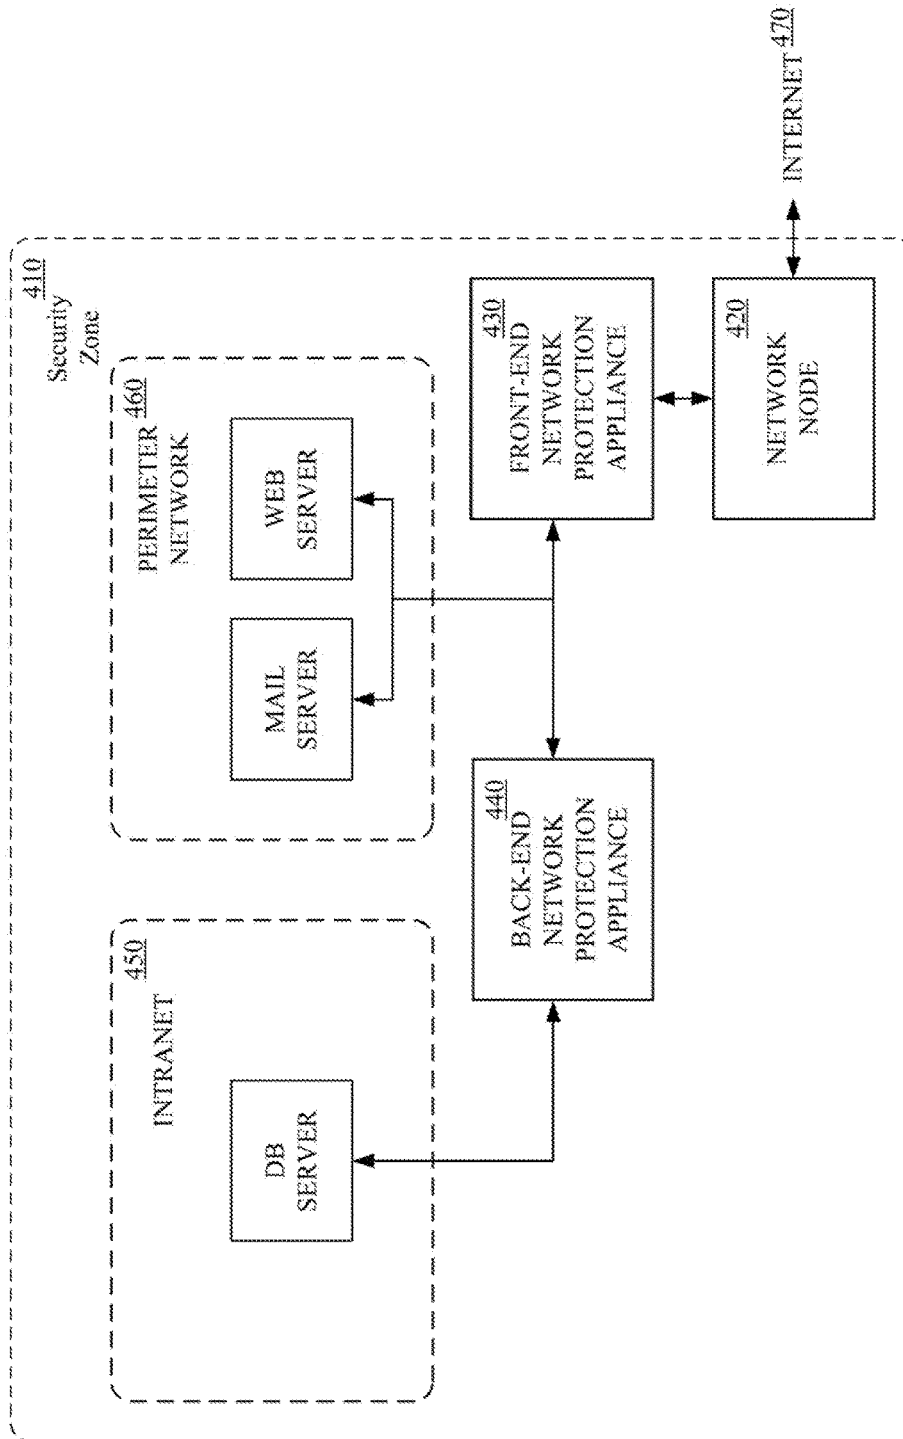 410
Security
Zone
450
INTRANET
DB
SERVER
460
PERIMETER
NETWORK
MAIL
SERVER
WEB
SERVER
440
BACK-END
NETWORK
PROTECTION
APPLIANCE
430
FRONT-END
NETWORK
PROTECTION
APPLIANCE
420
NETWORK
NODE
INTERNET 470